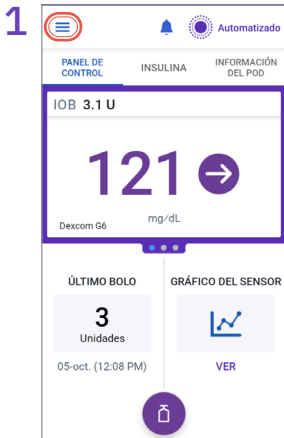 1
Automatizado
PANEL DE CONTROL
INSULINA
INFORMACIÓN DEL POD
IOB 3.1 U
121
mg/dL
Dexcom G6
ÚLTIMO BOLO
GRÁFICO DEL SENSOR
3
Unidades
05-oct. (12:08 PM)
VER